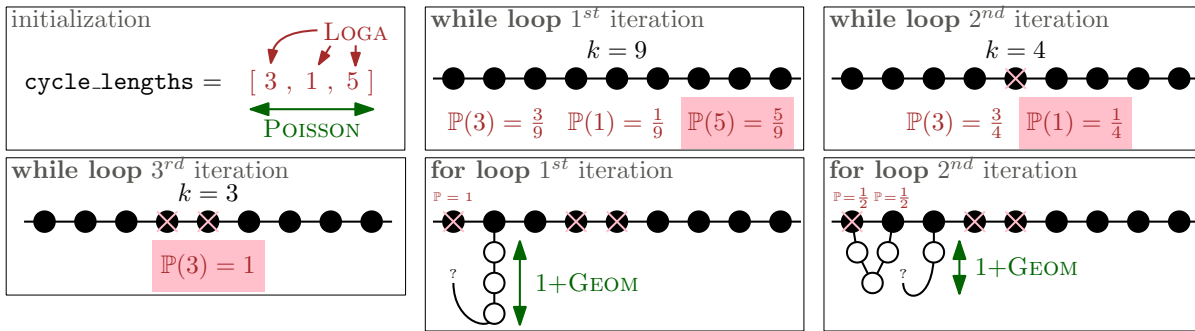 initialization
LOGA
cycle_lengths = [ 3 , 1 , 5 ]
POISSON
while loop 1st iteration
k = 9
ℙ(3) = 3/9 ℙ(1) = 1/9 ℙ(5) = 5/9
while loop 2nd iteration
k = 4
ℙ(3) = 3/4 ℙ(1) = 1/4
while loop 3rd iteration
k = 3
ℙ(3) = 1
for loop 1st iteration
ℙ = 1
?
1+GEOM
for loop 2nd iteration
ℙ=1/2 ℙ=1/2
?
1+GEOM